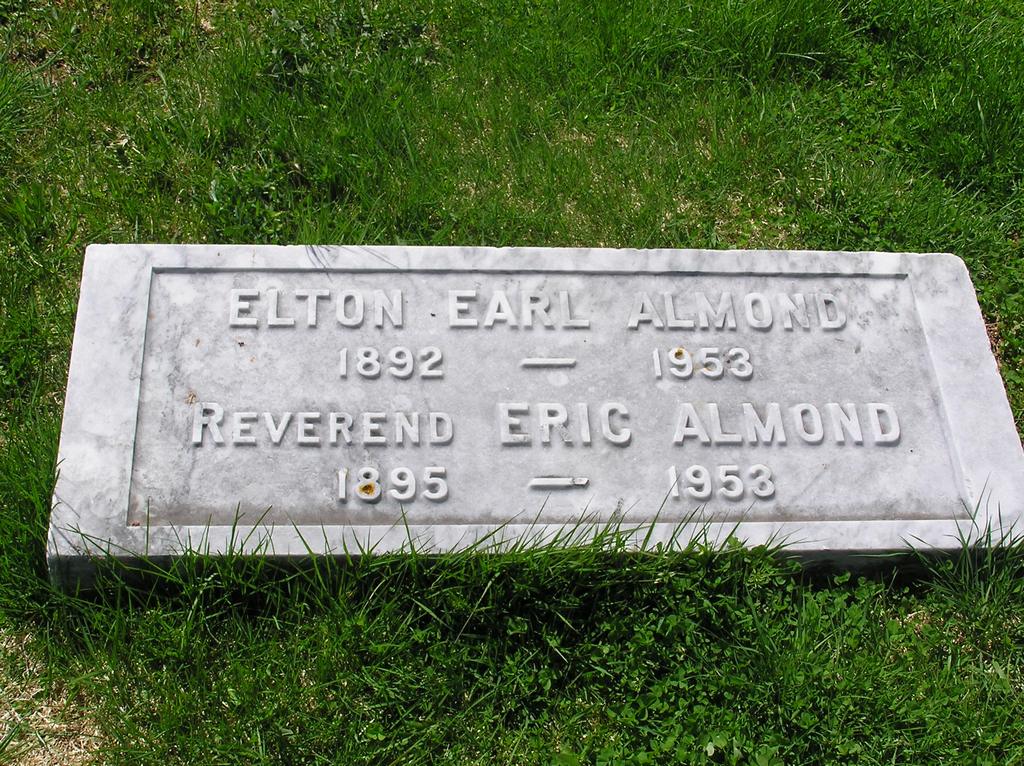 ELTON EARL ALMOND
1892 — 1953
REVEREND ERIC ALMOND
1895 — 1953